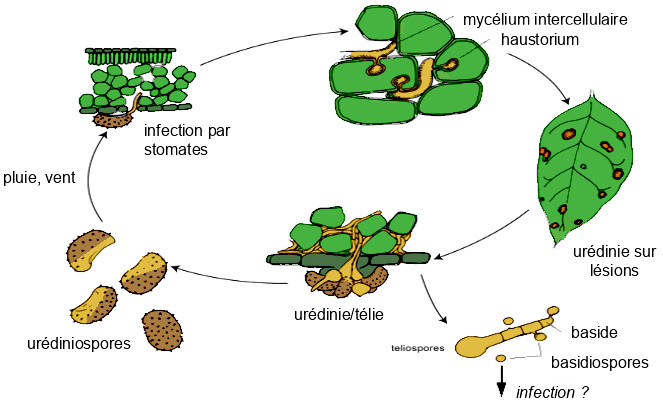 mycélium intercellulaire
haustorium
infection par
stomates
pluie, vent
urédinie sur
lésions
urédinie/télie
urédiniospores
teliospores
baside
basidiospores
infection ?